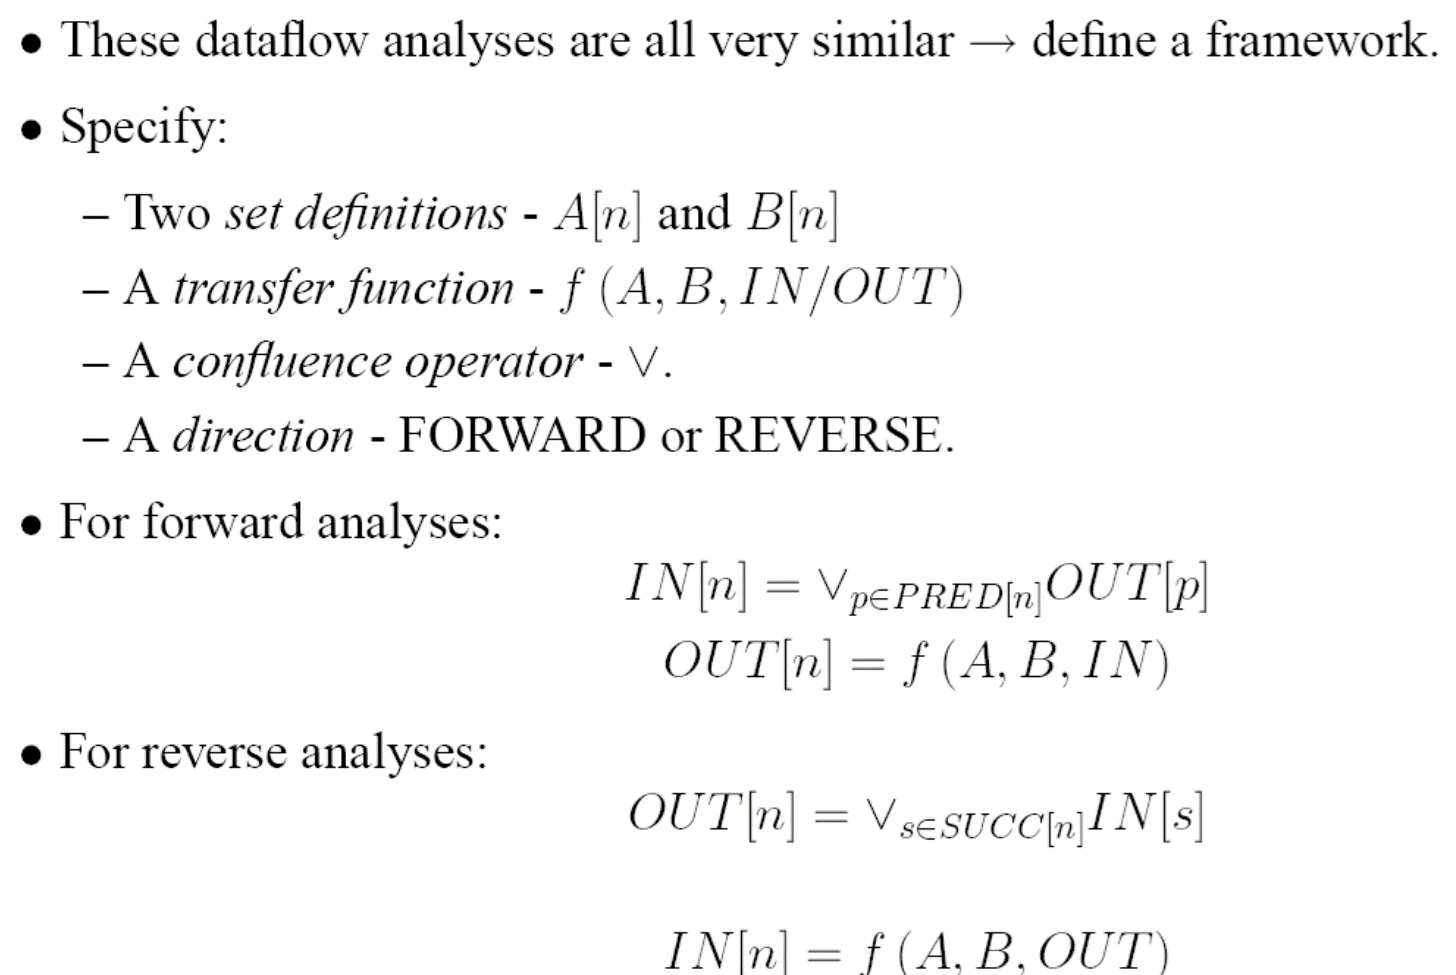 • These dataflow analyses are all very similar → define a framework.
• Specify:
– Two set definitions - A[n] and B[n]
– A transfer function - f (A, B, IN/OUT)
– A confluence operator - ∨.
– A direction - FORWARD or REVERSE.
• For forward analyses:
IN[n] = ∨p∈PRED[n]OUT[p]
OUT[n] = f (A, B, IN)
• For reverse analyses:
OUT[n] = ∨s∈SUCC[n]IN[s]
IN[n] = f (A, B, OUT)